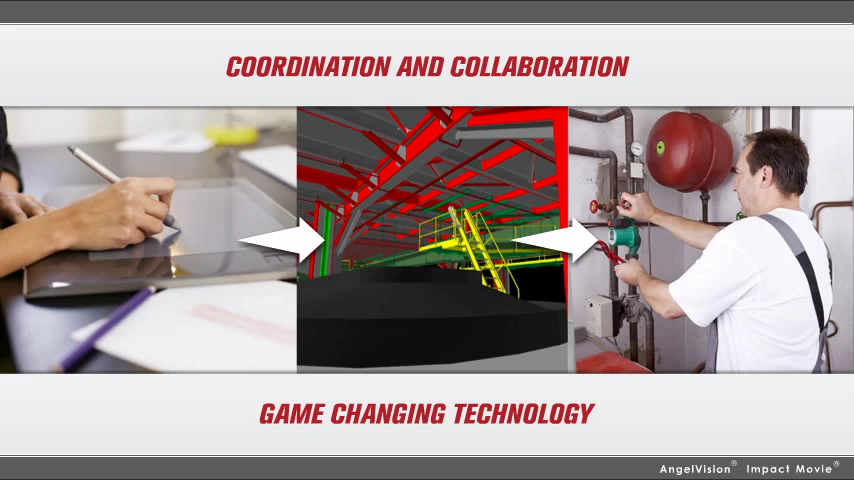 COORDINATION AND COLLABORATION
GAME CHANGING TECHNOLOGY
AngelVision® Impact Movie®